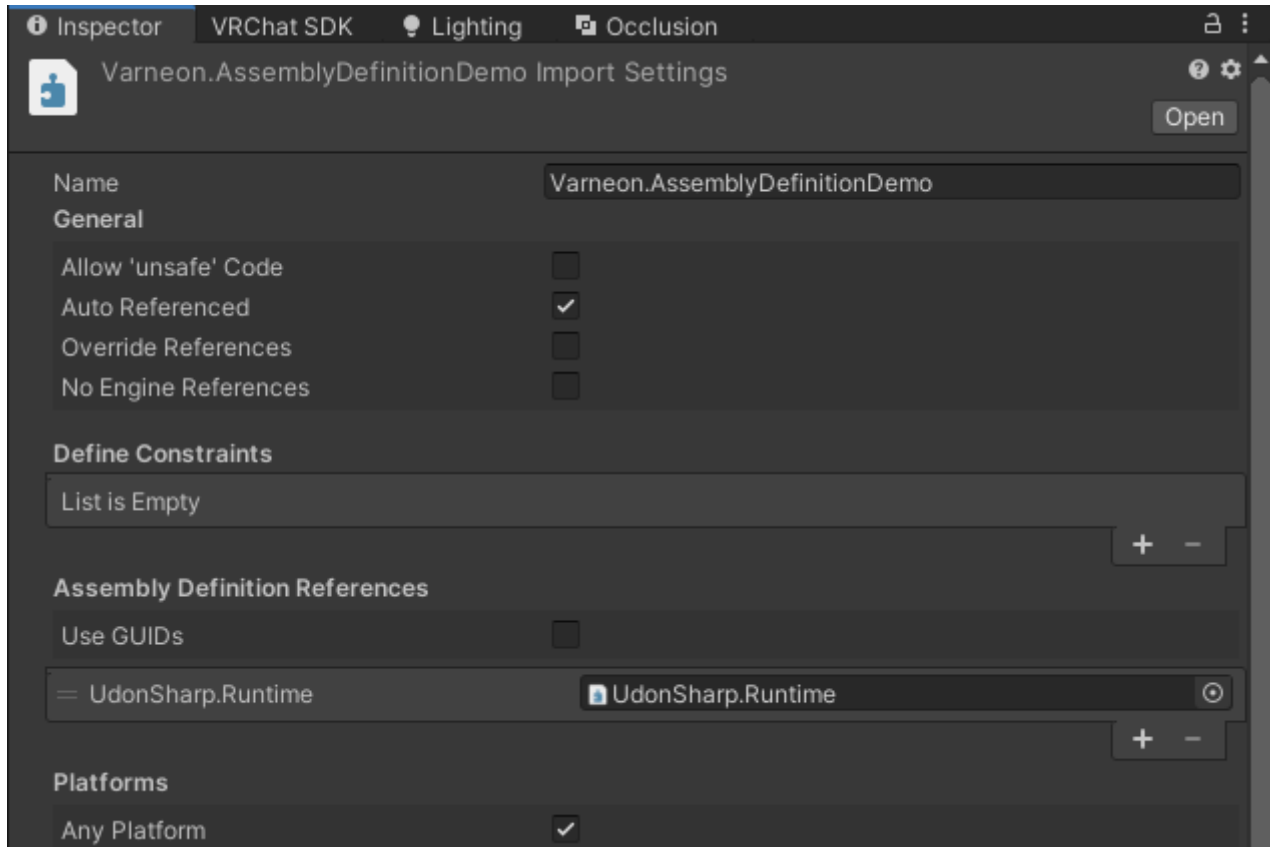 Inspector VRChat SDK Lighting Occlusion
Varneon.AssemblyDefinitionDemo Import Settings
Open
Name Varneon.AssemblyDefinitionDemo
General
Allow 'unsafe' Code
Auto Referenced
Override References
No Engine References
Define Constraints
List is Empty
+ −
Assembly Definition References
Use GUIDs
= UdonSharp.Runtime UdonSharp.Runtime
+ −
Platforms
Any Platform